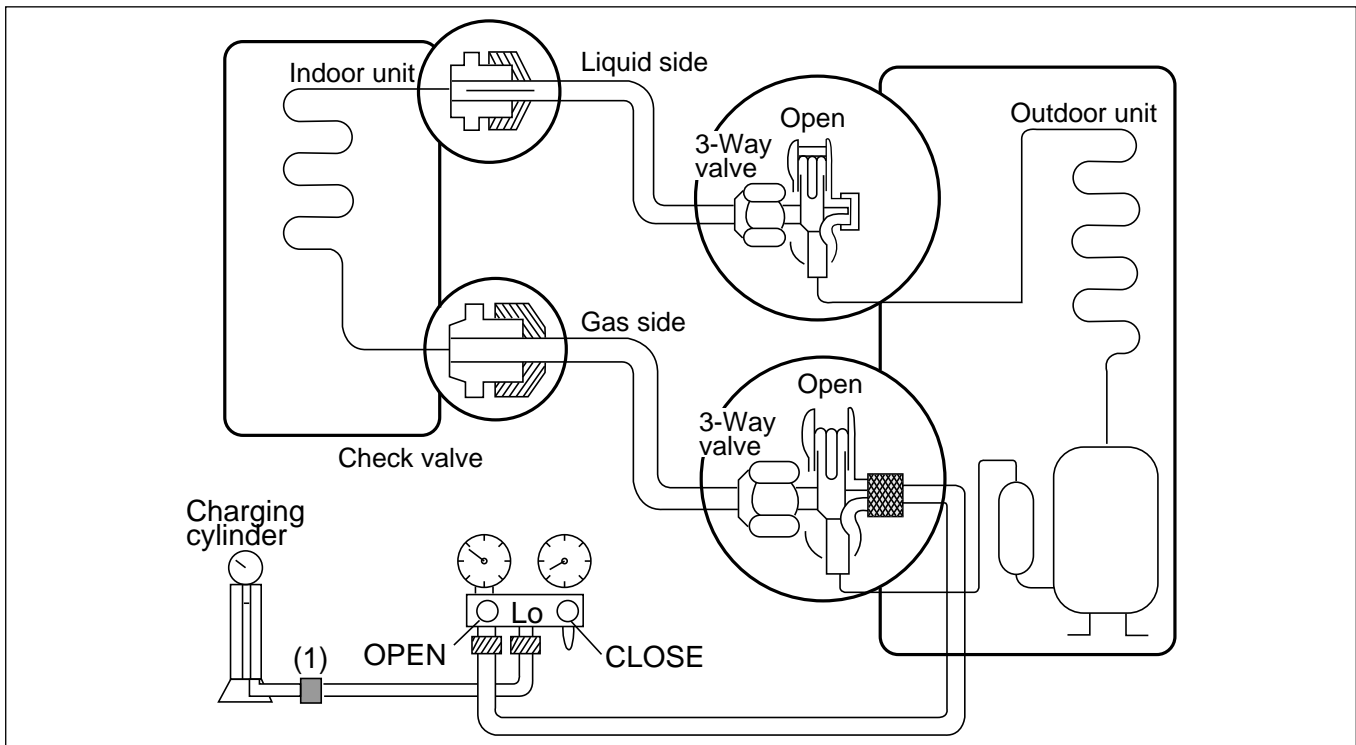 Indoor unit
Liquid side
Open
3-Way
valve
Outdoor unit
Gas side
Open
3-Way
valve
Check valve
Charging
cylinder
Lo
OPEN
CLOSE
(1)